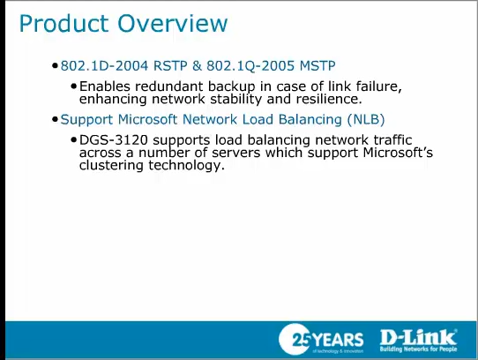 Product Overview
•802.1D-2004 RSTP & 802.1Q-2005 MSTP
•Enables redundant backup in case of link failure,
enhancing network stability and resilience.
•Support Microsoft Network Load Balancing (NLB)
•DGS-3120 supports load balancing network traffic
across a number of servers which support Microsoft's
clustering technology.
25 YEARS
of technology & innovation
D-Link
Building Networks for People